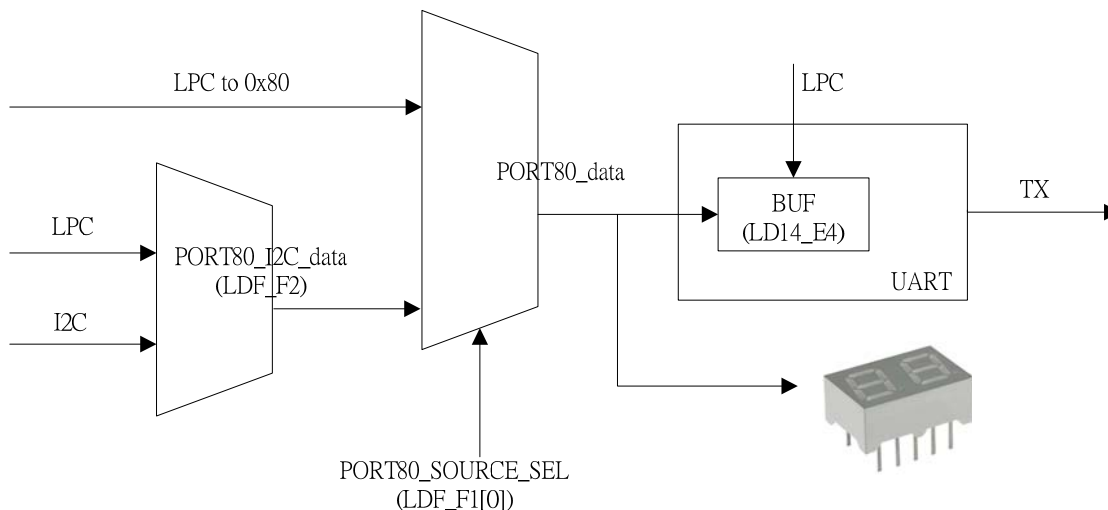 LPC to 0x80
LPC
PORT80_data
LPC
BUF
(LD14_E4)
TX
PORT80_I2C_data
(LDF_F2)
UART
I2C
PORT80_SOURCE_SEL
(LDF_F1[0])